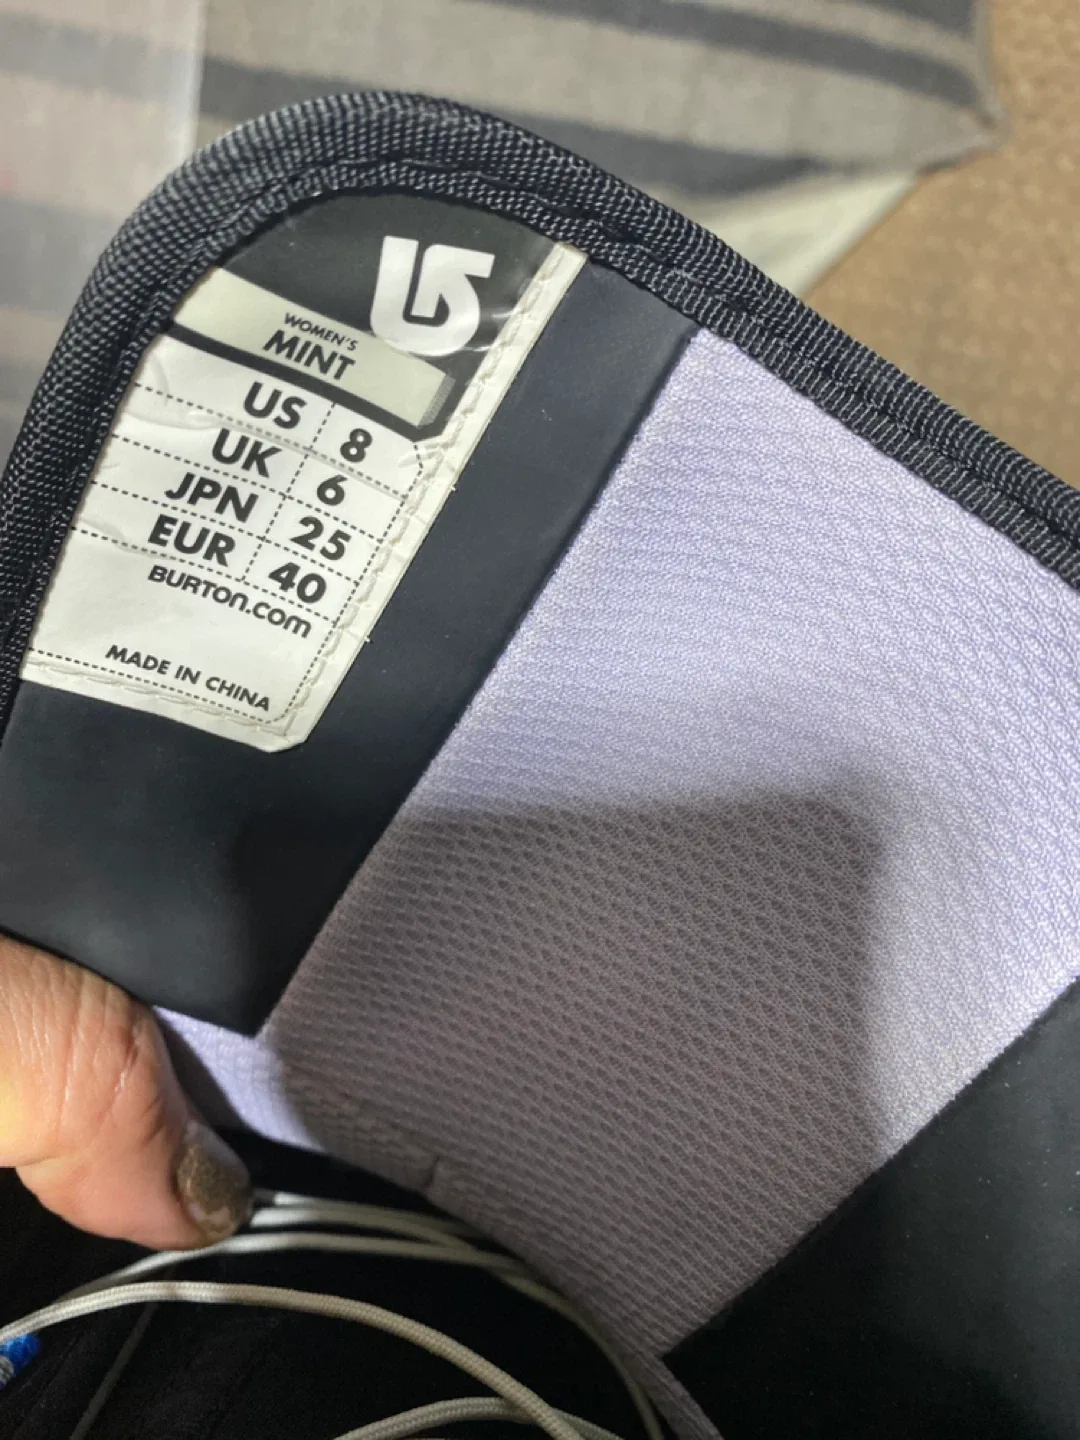 WOMEN'S
MINT
US 8
UK 6
JPN 25
EUR 40
BURTON.COM
MADE IN CHINA